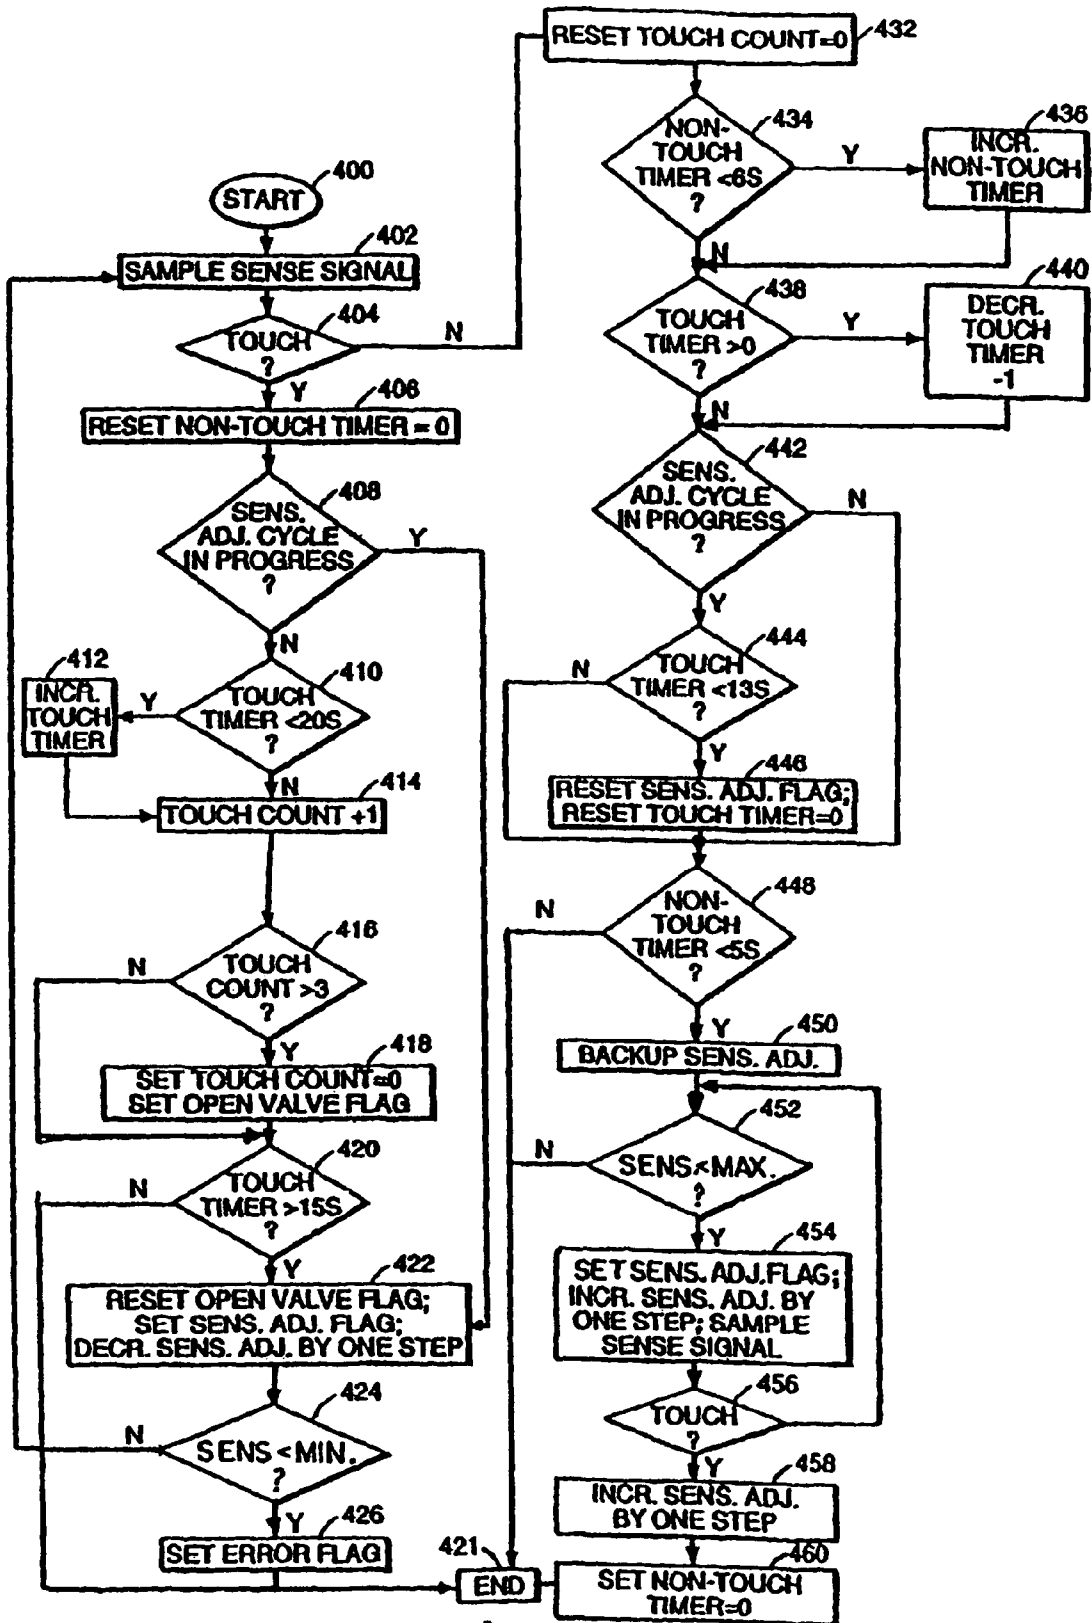 400
START
402
SAMPLE SENSE SIGNAL
404
TOUCH
?
N
Y
406
RESET NON-TOUCH TIMER = 0
408
SENS.
ADJ. CYCLE
IN PROGRESS
?
Y
N
410
TOUCH
TIMER <20S
?
Y
N
412
INCR.
TOUCH
TIMER
414
TOUCH COUNT +1
416
TOUCH
COUNT >3
?
N
Y
418
SET TOUCH COUNT=0
SET OPEN VALVE FLAG
420
TOUCH
TIMER >15S
?
N
Y
422
RESET OPEN VALVE FLAG;
SET SENS. ADJ. FLAG;
DECR. SENS. ADJ. BY ONE STEP
424
SENS <MIN.
?
N
Y
426
SET ERROR FLAG
421
END
RESET TOUCH COUNT=0
432
434
NON-
TOUCH
TIMER <6S
?
Y
N
436
INCR.
NON-TOUCH
TIMER
438
TOUCH
TIMER >0
?
Y
N
440
DECR.
TOUCH
TIMER
-1
442
SENS.
ADJ. CYCLE
IN PROGRESS
?
N
Y
444
TOUCH
TIMER <13S
?
N
Y
446
RESET SENS. ADJ. FLAG;
RESET TOUCH TIMER=0
448
NON-
TOUCH
TIMER <5S
?
N
Y
450
BACKUP SENS. ADJ.
452
SENS.<MAX.
?
N
Y
454
SET SENS. ADJ.FLAG;
INCR. SENS. ADJ. BY
ONE STEP; SAMPLE
SENSE SIGNAL
456
TOUCH
?
Y
458
INCR. SENS. ADJ.
BY ONE STEP
460
SET NON-TOUCH
TIMER=0